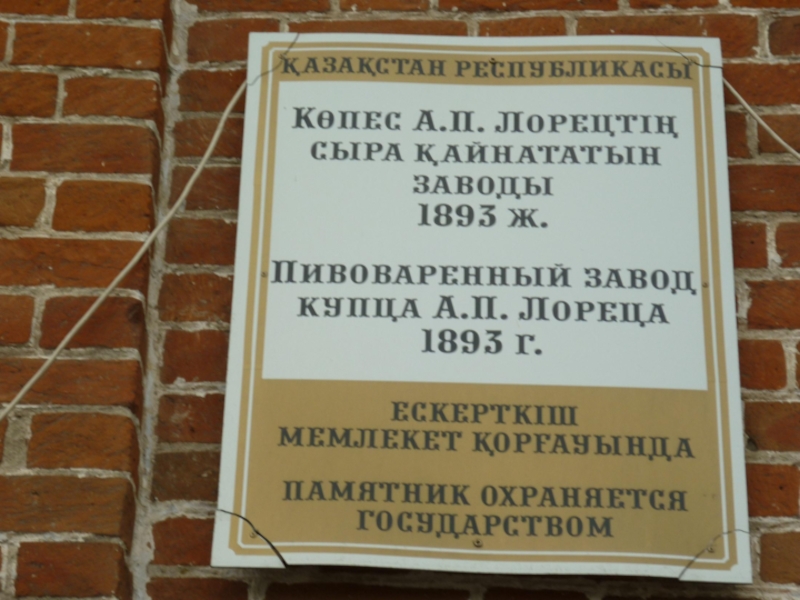 ҚАЗАҚСТАН РЕСПУБЛИКАСЫ
КӨПЕС А.П. ЛОРЕЦТІҢ
СЫРА ҚАЙНАТАТЫН
ЗАВОДЫ
1893 Ж.
ПИВОВАРЕННЫЙ ЗАВОД
КУПЦА А.П. ЛОРЕЦА
1893 Г.
ЕСКЕРТКІШ
МЕМЛЕКЕТ ҚОРҒАУЫНДА
ПАМЯТНИК ОХРАНЯЕТСЯ
ГОСУДАРСТВОМ